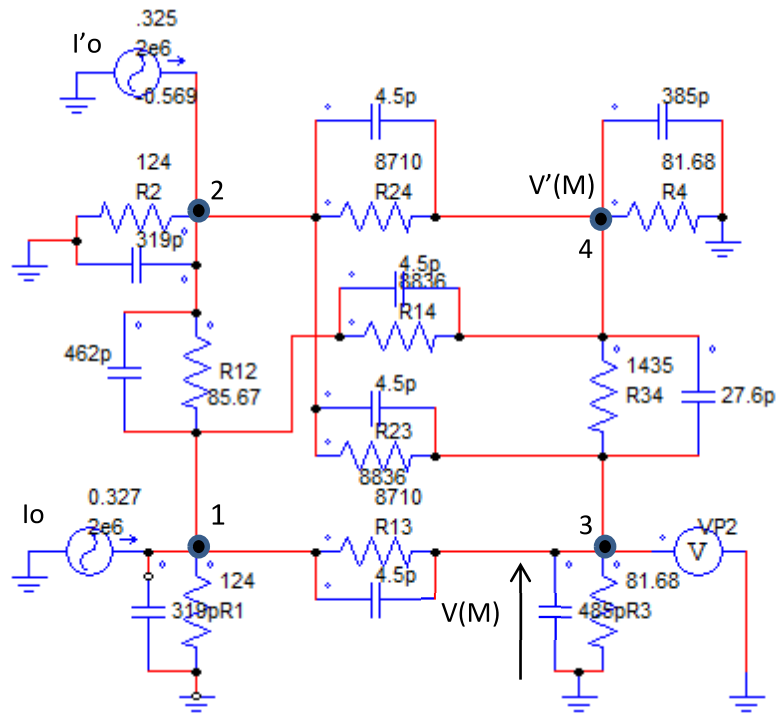 .325
I'o
2e6
-0.569
4.5p
385p
124
R2
2
8710
R24
V'(M)
81.68
R4
319p
4
4.5p
8836
R14
462p
R12
85.67
4.5p
R23
8836
1435
R34
27.6p
0.327
Io
2e6
1
8710
R13
3
VP2
V
124
319pR1
4.5p
V(M)
81.68
485pR3